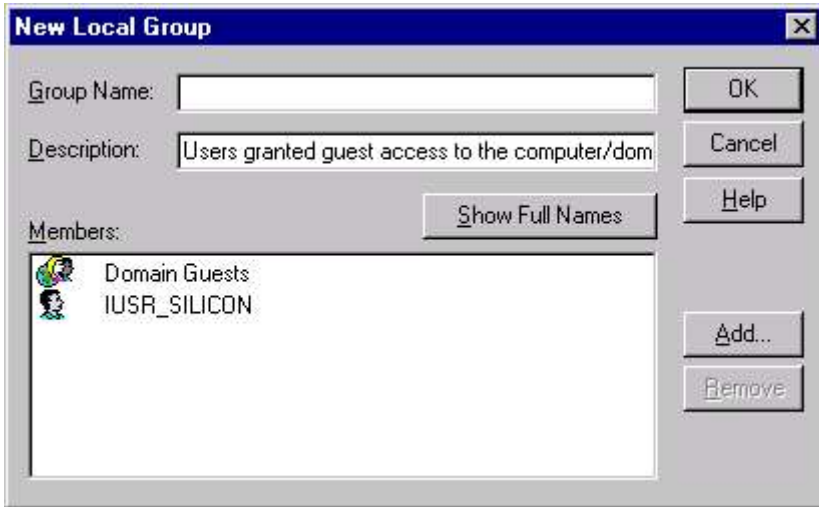 New Local Group
Group Name:
OK
Description:
Users granted guest access to the computer/dom
Cancel
Show Full Names
Help
Members:
Domain Guests
IUSR_SILICON
Add...
Remove